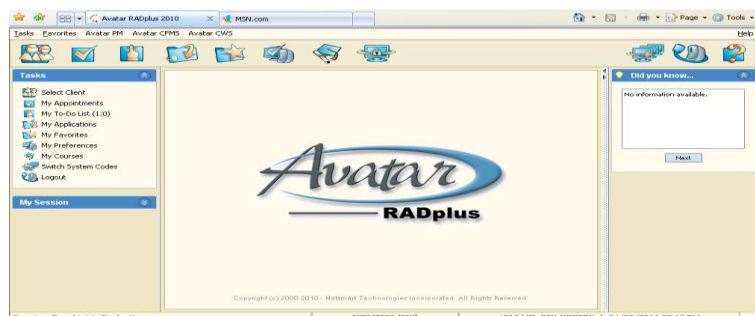 Avatar RADplus 2010
MSN.com
Page
Tools
Tasks Favorites Avatar PM Avatar CFMS Avatar CWS
Help
Tasks
Select Client
My Appointments
My To-Do List (1:0)
My Applications
My Favorites
My Preferences
My Courses
Switch System Codes
Logout
My Session
Avatar
RADplus
Copyright (c) 2000-2010 - Netsmart Technologies Incorporated. All Rights Reserved.
Did you know...
No information available.
Next